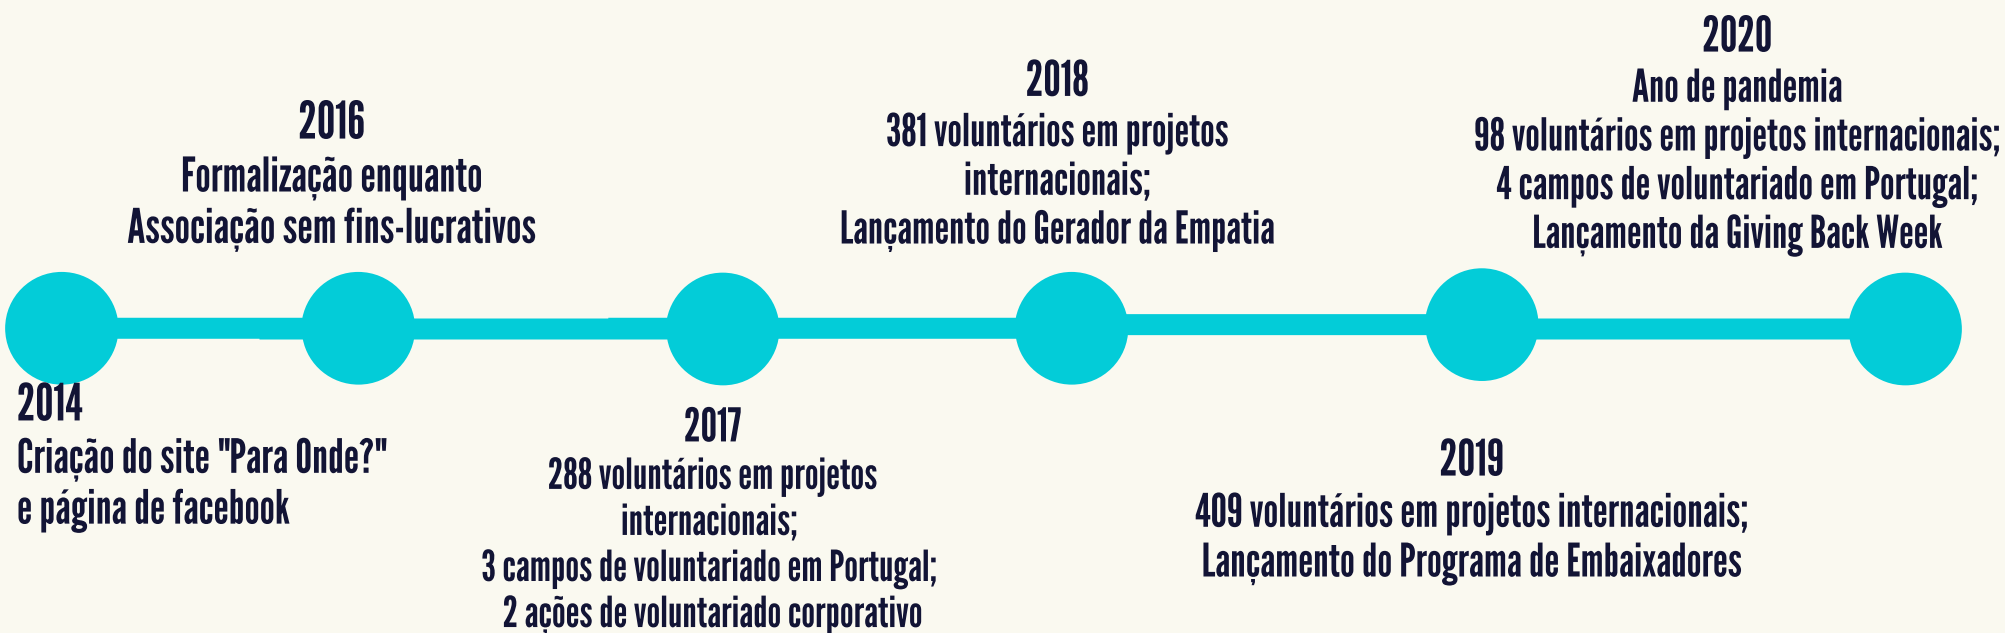 2014
Criação do site "Para Onde?"
e página de facebook
2016
Formalização enquanto
Associação sem fins-lucrativos
2017
288 voluntários em projetos
internacionais;
3 campos de voluntariado em Portugal;
2 ações de voluntariado corporativo
2018
381 voluntários em projetos
internacionais;
Lançamento do Gerador da Empatia
2019
409 voluntários em projetos internacionais;
Lançamento do Programa de Embaixadores
2020
Ano de pandemia
98 voluntários em projetos internacionais;
4 campos de voluntariado em Portugal;
Lançamento da Giving Back Week